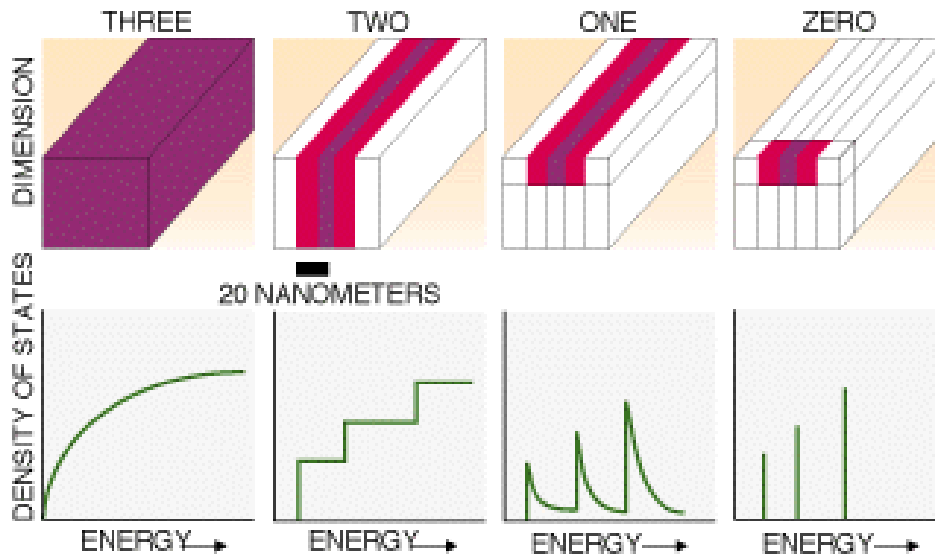 THREE TWO ONE ZERO
DIMENSION
20 NANOMETERS
DENSITY OF STATES
ENERGY ENERGY ENERGY ENERGY